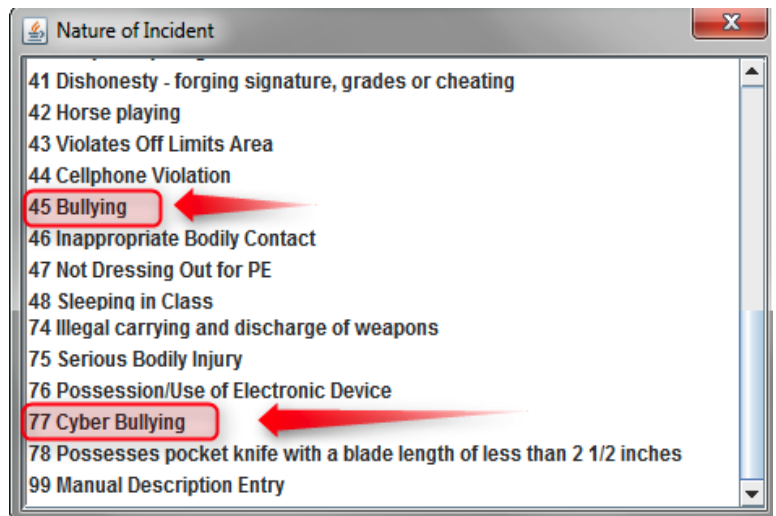 Nature of Incident
41 Dishonesty - forging signature, grades or cheating
42 Horse playing
43 Violates Off Limits Area
44 Cellphone Violation
45 Bullying
46 Inappropriate Bodily Contact
47 Not Dressing Out for PE
48 Sleeping in Class
74 Illegal carrying and discharge of weapons
75 Serious Bodily Injury
76 Possession/Use of Electronic Device
77 Cyber Bullying
78 Possesses pocket knife with a blade length of less than 2 1/2 inches
99 Manual Description Entry